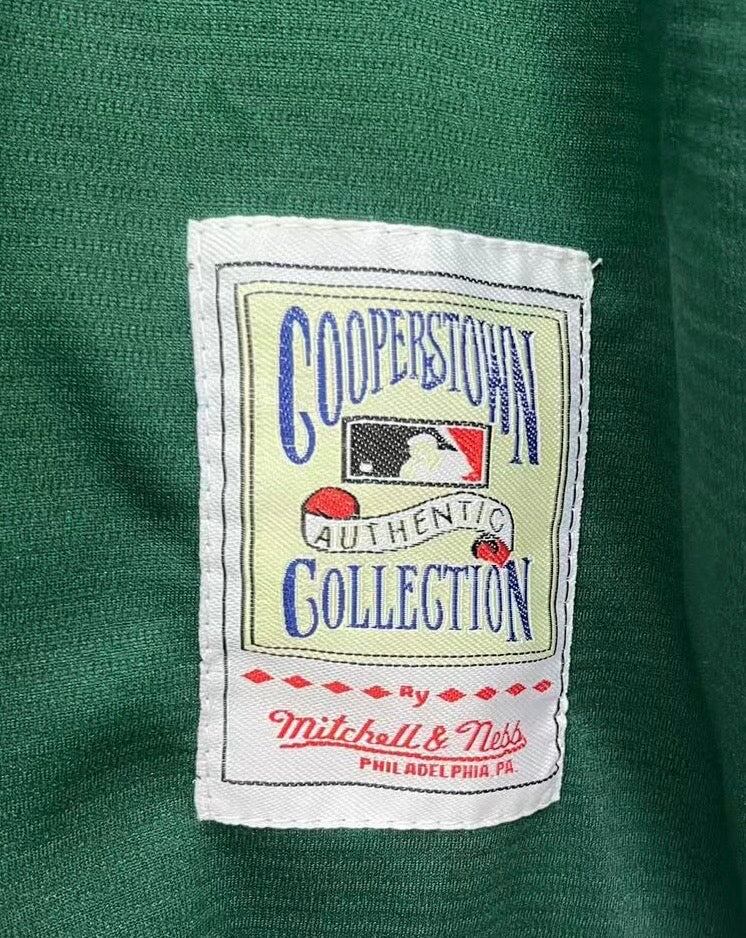 COOPERSTOWN
AUTHENTIC
COLLECTION
By
Mitchell & Ness
PHILADELPHIA, PA.